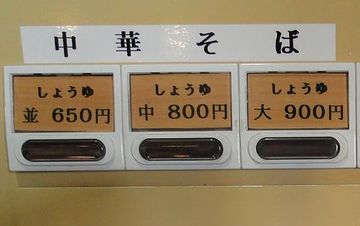 中華そば
しょうゆ
並 650円
しょうゆ
中 800円
しょうゆ
大 900円